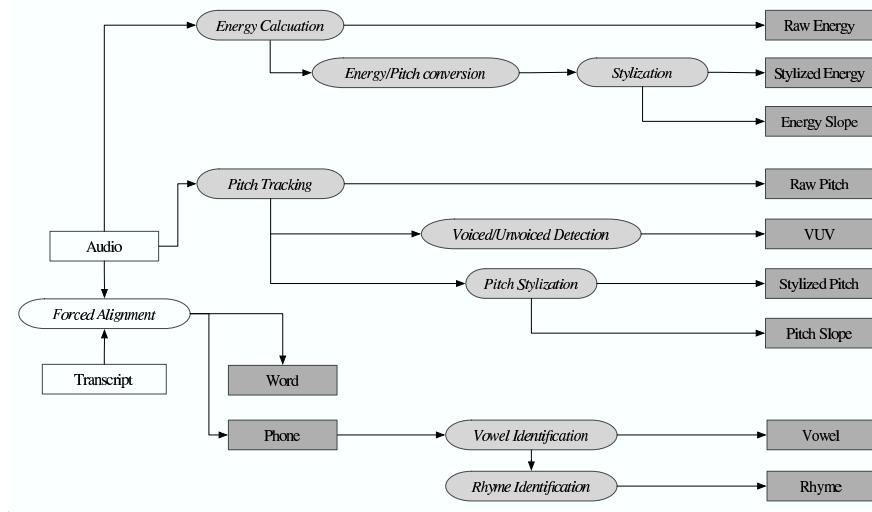 Energy Calcuation
Raw Energy
Energy/Pitch conversion
Stylization
Stylized Energy
Energy Slope
Pitch Tracking
Raw Pitch
Audio
Voiced/Unvoiced Detection
VUV
Pitch Stylization
Stylized Pitch
Forced Alignment
Pitch Slope
Transcript
Word
Phone
Vowel Identification
Vowel
Rhyme Identification
Rhyme